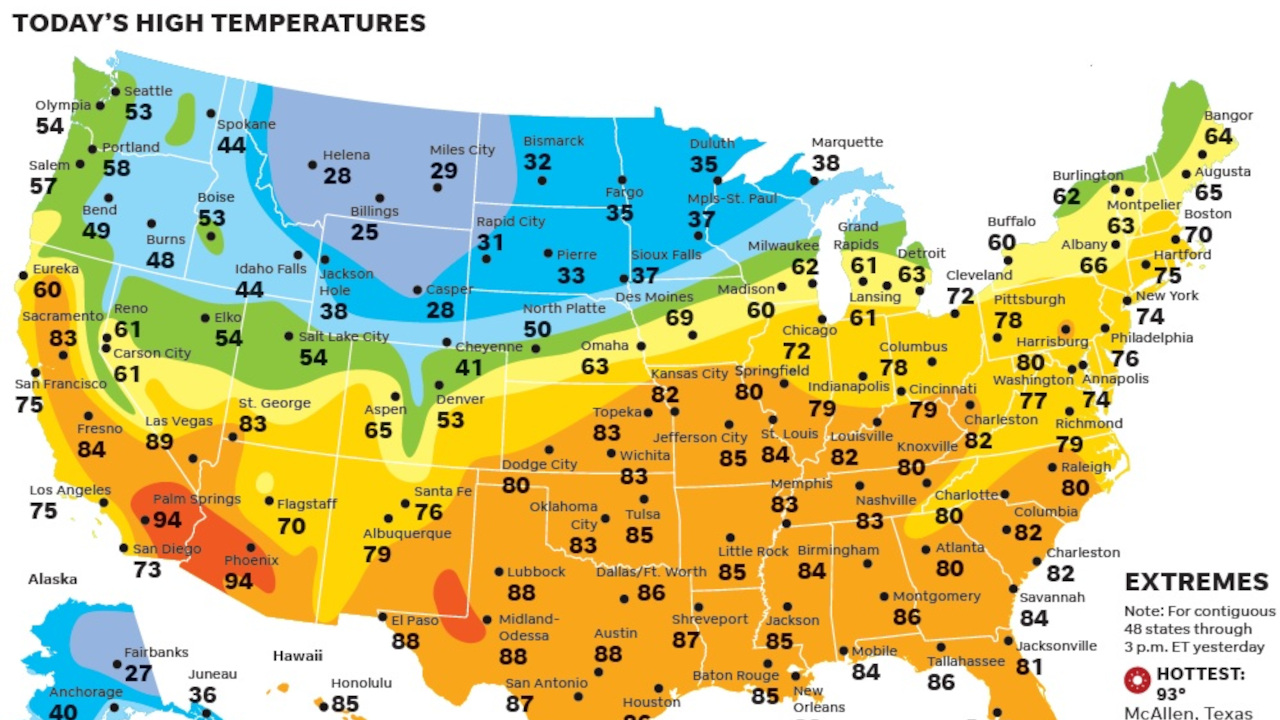 TODAY'S HIGH TEMPERATURES
Seattle
53
Olympia
54
Spokane
44
Portland
58
Salem
57
Bend
49
Burns
48
Boise
53
Helena
28
Miles City
29
Billings
25
Bismarck
32
Fargo
35
Duluth
35
Marquette
38
Mpls-St. Paul
37
Rapid City
31
Pierre
33
Sioux Falls
37
Idaho Falls
44
Jackson
Hole
38
Casper
28
Eureka
60
Sacramento
83
Reno
61
Carson City
61
Elko
54
Salt Lake City
54
Cheyenne
41
North Platte
50
Omaha
63
Des Moines
69
Madison
60
Milwaukee
62
Grand
Rapids
61
Lansing
61
Detroit
63
Buffalo
60
Burlington
62
Montpelier
63
Bangor
64
Augusta
65
Boston
70
Albany
66
Hartford
75
New York
74
Cleveland
72
Pittsburgh
78
Harrisburg
80
Philadelphia
76
Washington
77
Annapolis
74
Richmond
79
Chicago
72
Columbus
78
Indianapolis
79
Cincinnati
79
Charleston
82
San Francisco
75
Fresno
84
Las Vegas
89
St. George
83
Aspen
65
Denver
53
Kansas City
82
Springfield
80
Topeka
83
Wichita
83
Jefferson City
85
St. Louis
84
Louisville
82
Knoxville
80
Dodge City
80
Raleigh
80
Los Angeles
75
Palm Springs
94
Flagstaff
70
Santa Fe
76
Albuquerque
79
Oklahoma
City
83
Tulsa
85
Memphis
83
Nashville
83
Charlotte
80
Columbia
82
San Diego
73
Phoenix
94
Little Rock
85
Birmingham
84
Atlanta
80
Charleston
82
Lubbock
88
Dallas/Ft. Worth
86
Montgomery
86
Savannah
84
El Paso
88
Midland-
Odessa
88
Austin
88
Shreveport
87
Jackson
85
Mobile
84
Tallahassee
86
Jacksonville
81
San Antonio
87
Houston
Baton Rouge
85
New
Orleans
Alaska
Fairbanks
27
Anchorage
40
Juneau
36
Hawaii
Honolulu
85
EXTREMES
Note: For contiguous
48 states through
3 p.m. ET yesterday
HOTTEST:
93°
McAllen, Texas